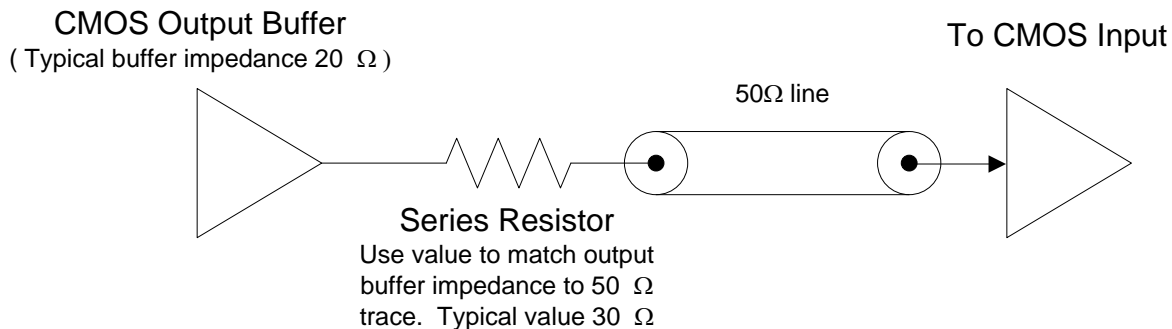 CMOS Output Buffer
( Typical buffer impedance 20 Ω )
To CMOS Input
50Ω line
Series Resistor
Use value to match output
buffer impedance to 50 Ω
trace. Typical value 30 Ω